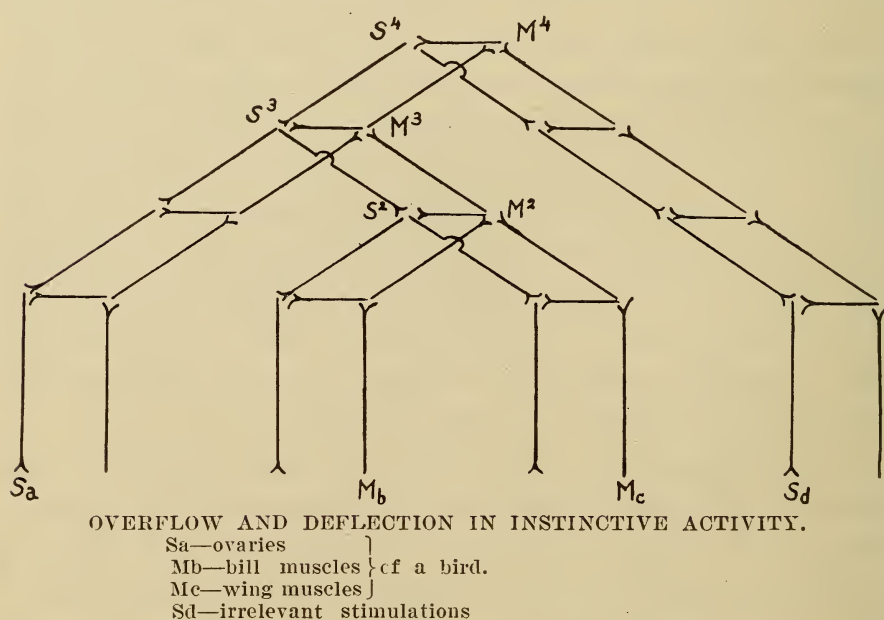 S⁴ M⁴
S³ M³
S² M²
Sa Mb Mc Sd
OVERFLOW AND DEFLECTION IN INSTINCTIVE ACTIVITY.
Sa—ovaries
Mb—bill muscles } cf a bird.
Mc—wing muscles
Sd—irrelevant stimulations